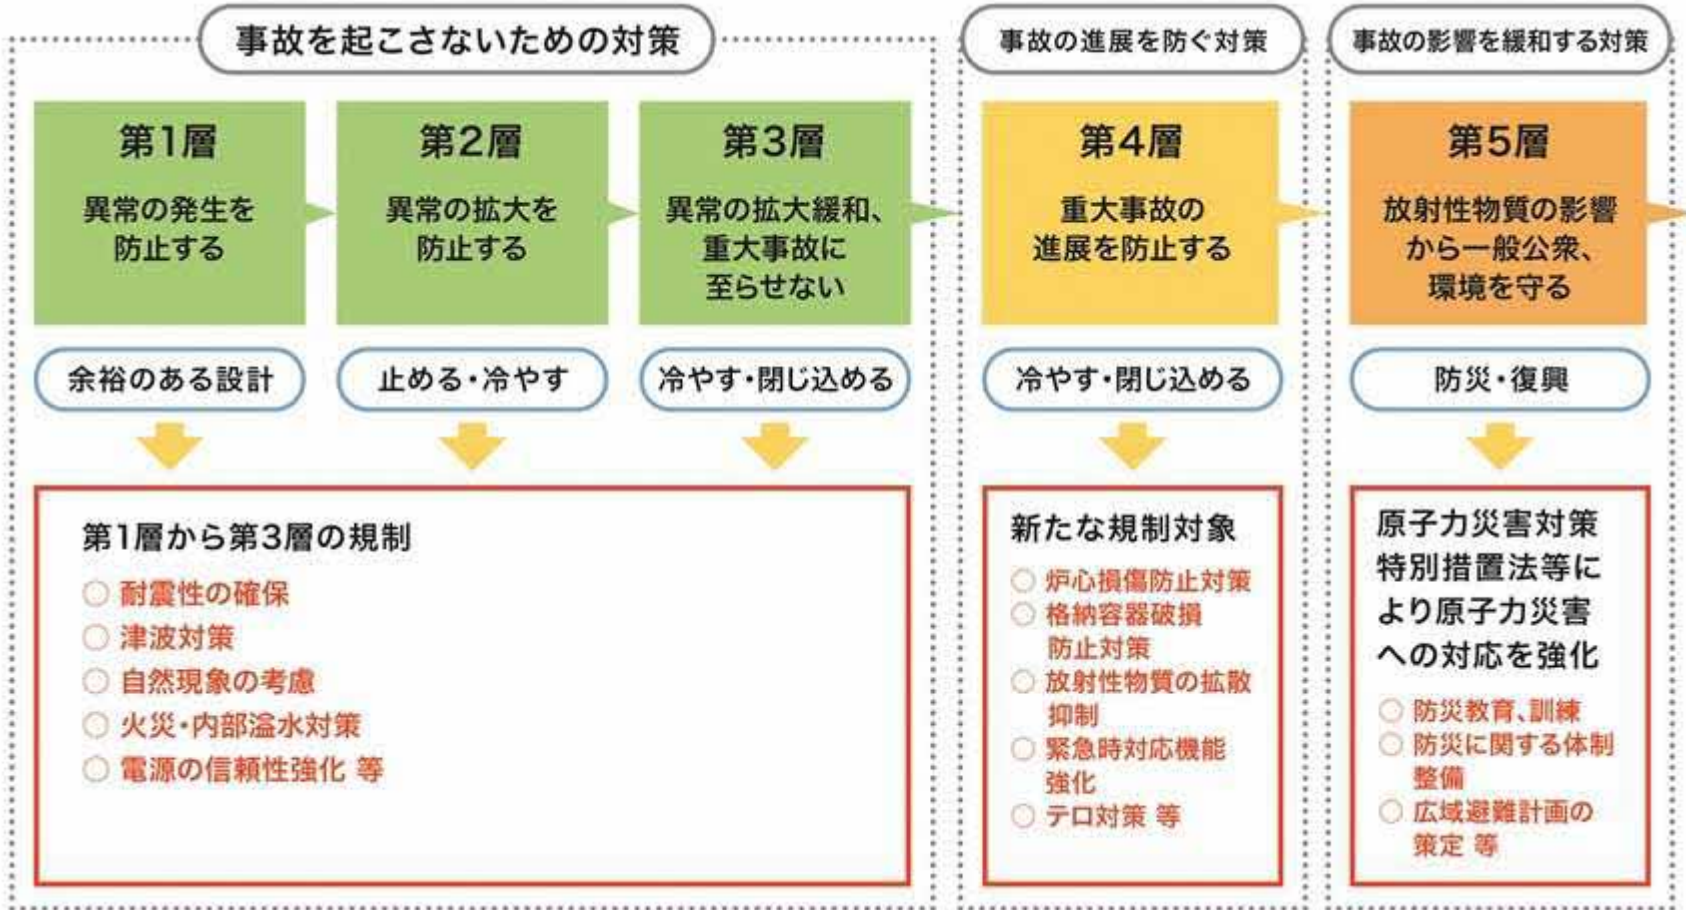 事故を起こさないための対策
第1層
異常の発生を
防止する
余裕のある設計
第2層
異常の拡大を
防止する
止める・冷やす
第3層
異常の拡大緩和、
重大事故に
至らせない
冷やす・閉じ込める
第1層から第3層の規制
○ 耐震性の確保
○ 津波対策
○ 自然現象の考慮
○ 火災・内部溢水対策
○ 電源の信頼性強化 等
事故の進展を防ぐ対策
第4層
重大事故の
進展を防止する
冷やす・閉じ込める
新たな規制対象
○ 炉心損傷防止対策
○ 格納容器破損
防止対策
○ 放射性物質の拡散
抑制
○ 緊急時対応機能
強化
○ テロ対策 等
事故の影響を緩和する対策
第5層
放射性物質の影響
から一般公衆、
環境を守る
防災・復興
原子力災害対策
特別措置法等に
より原子力災害
への対応を強化
○ 防災教育、訓練
○ 防災に関する体制
整備
○ 広域避難計画の
策定 等